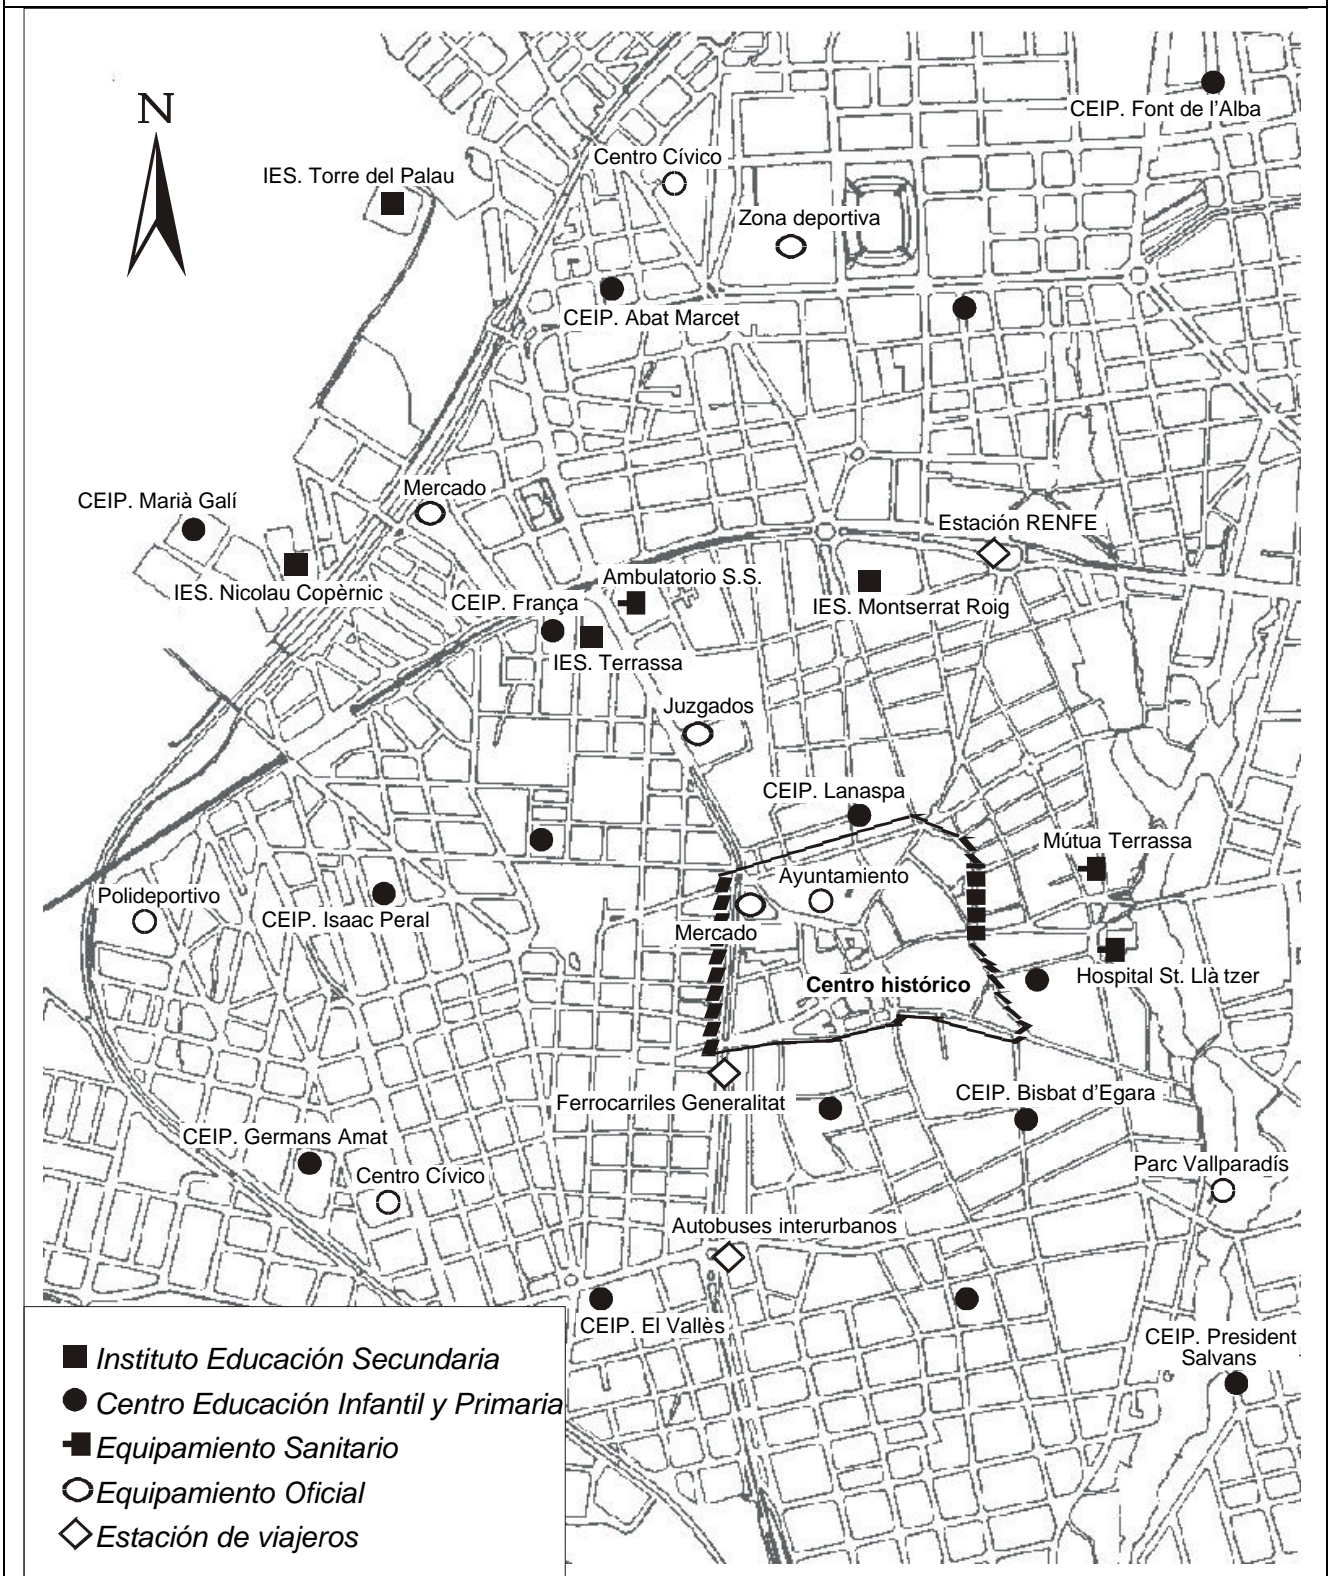 N
CEIP. Font de l'Alba
Centro Cívico
IES. Torre del Palau
Zona deportiva
CEIP. Abat Marcet
Mercado
CEIP. Marià Galí
Estación RENFE
Ambulatorio S.S.
IES. Nicolau Copèrnic
CEIP. França
IES. Montserrat Roig
IES. Terrassa
Juzgados
CEIP. Lanaspa
Mútua Terrassa
Ayuntamiento
Polideportivo
CEIP. Isaac Peral
Mercado
Hospital St. Llà tzer
Centro histórico
CEIP. Bisbat d'Egara
Ferrocarriles Generalitat
CEIP. Germans Amat
Parc Vallparadís
Centro Cívico
Autobuses interurbanos
CEIP. El Vallès
CEIP. President
Salvans
Instituto Educación Secundaria
Centro Educación Infantil y Primaria
Equipamiento Sanitario
Equipamiento Oficial
Estación de viajeros